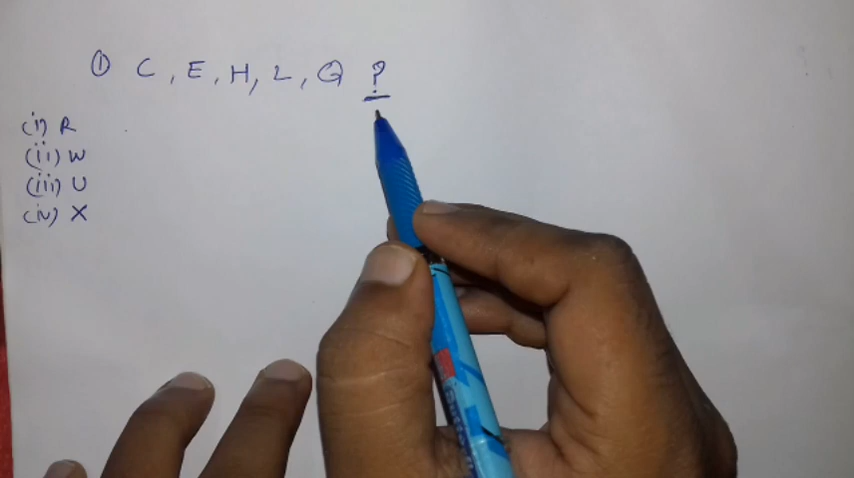 ① C, E, H, L, Q ?
(i) R
(ii) W
(iii) U
(iv) X